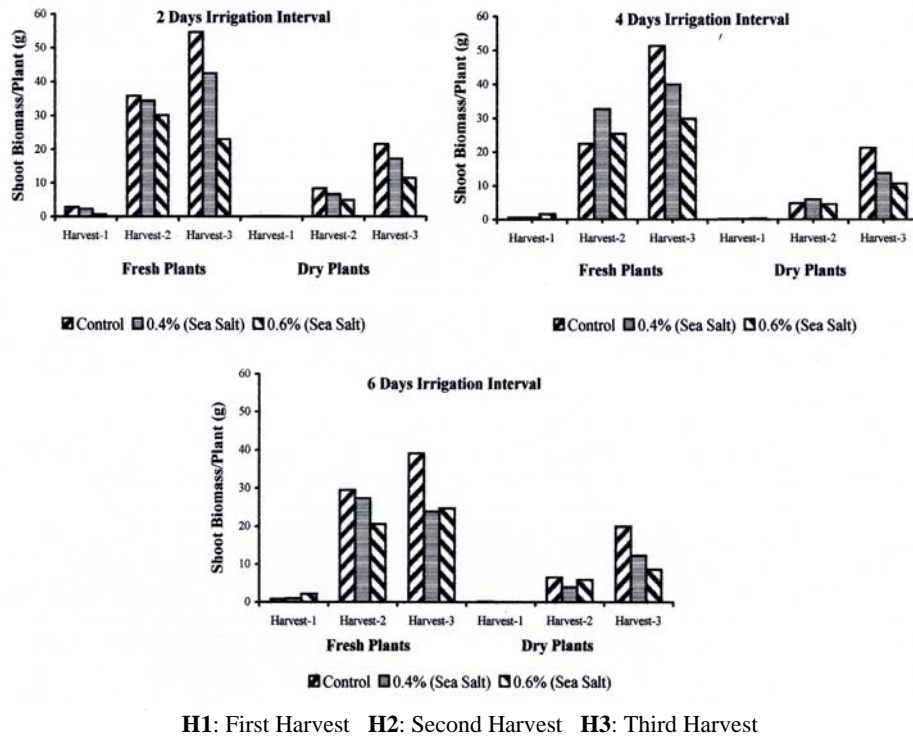 2 Days Irrigation Interval
Shoot Biomass/Plant (g)
60
50
40
30
20
10
0
Harvest-1 Harvest-2 Harvest-3 Harvest-1 Harvest-2 Harvest-3
Fresh Plants Dry Plants
Control 0.4% (Sea Salt) 0.6% (Sea Salt)
4 Days Irrigation Interval
Shoot Biomass/Plant (g)
60
50
40
30
20
10
0
Harvest-1 Harvest-2 Harvest-3 Harvest-1 Harvest-2 Harvest-3
Fresh Plants Dry Plants
Control 0.4% (Sea Salt) 0.6% (Sea Salt)
6 Days Irrigation Interval
Shoot Biomass/Plant (g)
60
50
40
30
20
10
0
Harvest-1 Harvest-2 Harvest-3 Harvest-1 Harvest-2 Harvest-3
Fresh Plants Dry Plants
Control 0.4% (Sea Salt) 0.6% (Sea Salt)
H1: First Harvest H2: Second Harvest H3: Third Harvest